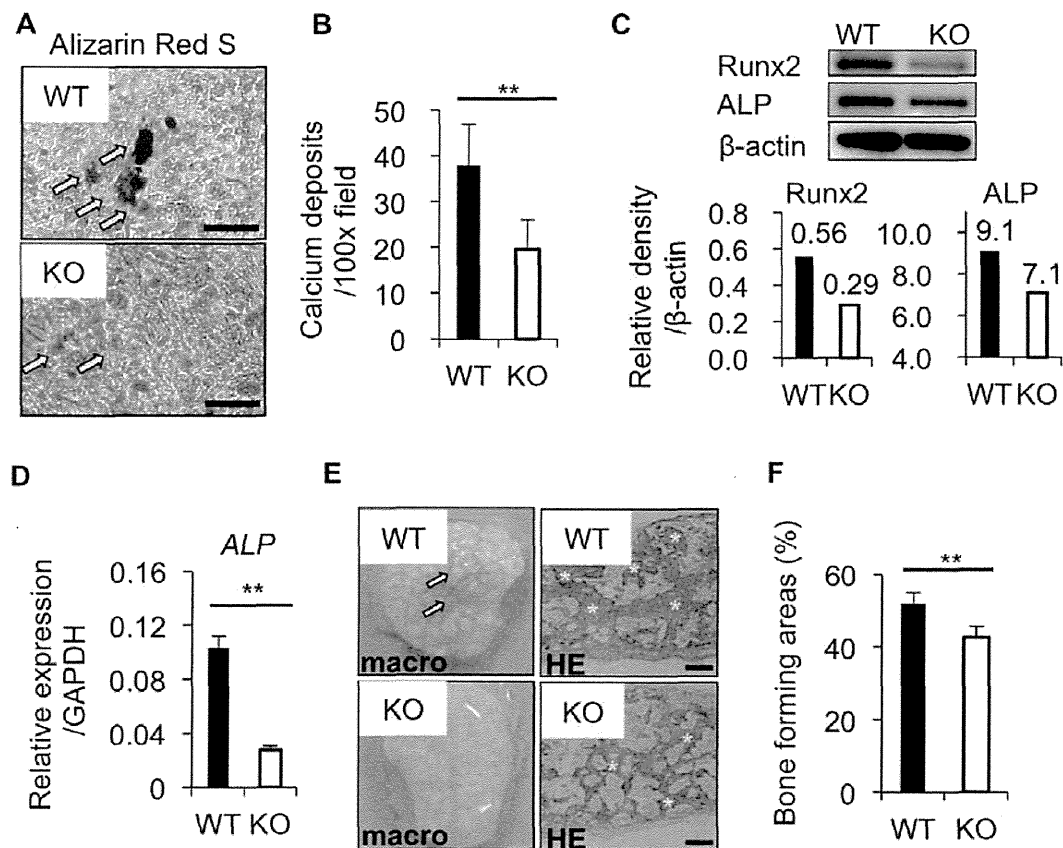 A
Alizarin Red S
WT
KO
B
**
Calcium deposits
/100x field
50
40
30
20
10
0
WT KO
C
WT KO
Runx2
ALP
β-actin
Relative density
/β-actin
Runx2
0.8
0.6
0.4
0.2
0.0
0.56
0.29
WT KO
ALP
10.0
8.0
6.0
4.0
9.1
7.1
WT KO
D
ALP
**
Relative expression
/GAPDH
0.16
0.12
0.08
0.04
0
WT KO
E
WT
macro
WT
* * * * *
HE
KO
macro
KO
* * * *
HE
F
**
Bone forming areas (%)
80
60
40
20
0
WT KO